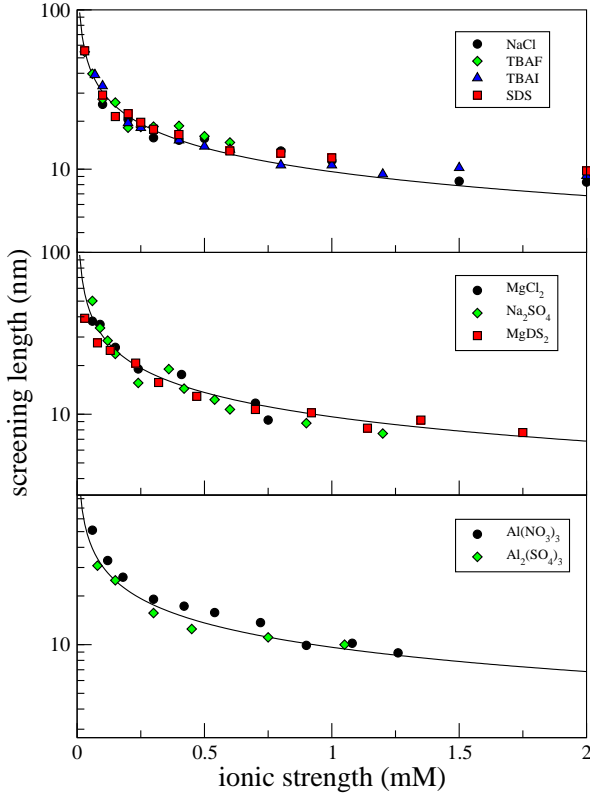 100
NaCl
TBAF
TBAI
SDS
10
100
MgCl₂
Na₂SO₄
MgDS₂
10
screening length (nm)
Al(NO₃)₃
Al₂(SO₄)₃
10
0 0.5 1 1.5 2
ionic strength (mM)